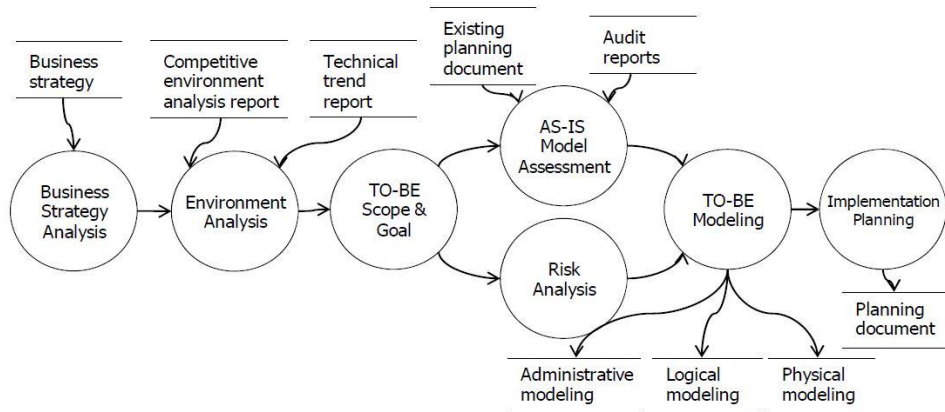 Business
strategy
Competitive
environment
analysis report
Technical
trend
report
Existing
planning
document
Audit
reports
Business
Strategy
Analysis
Environment
Analysis
TO-BE
Scope &
Goal
AS-IS
Model
Assessment
Risk
Analysis
TO-BE
Modeling
Implementation
Planning
Planning
document
Administrative
modeling
Logical
modeling
Physical
modeling